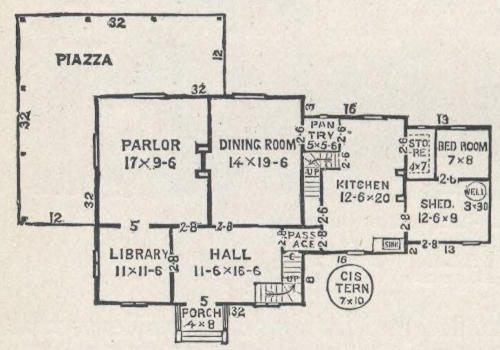 32
PIAZZA
12
32
32
3
16
13
PARLOR
17×9-6
DINING ROOM
14×19-6
2-6
PAN
TRY
5×5-6
2-6
UP
2-6
STO
RE
4×7
BED ROOM
7×8
2-6
KITCHEN
12-6×20
SHED.
12-6×9
WELL
3×30
32
12
5
2-8
2-8
2-6
2-8
PASS
AGE
2-8
2-8
SINK
2
2-8
13
LIBRARY
11×11-6
2-8
HALL
11-6×16-6
C
UP
8
16
CIS
TERN
7×10
5
PORCH
4×8
32